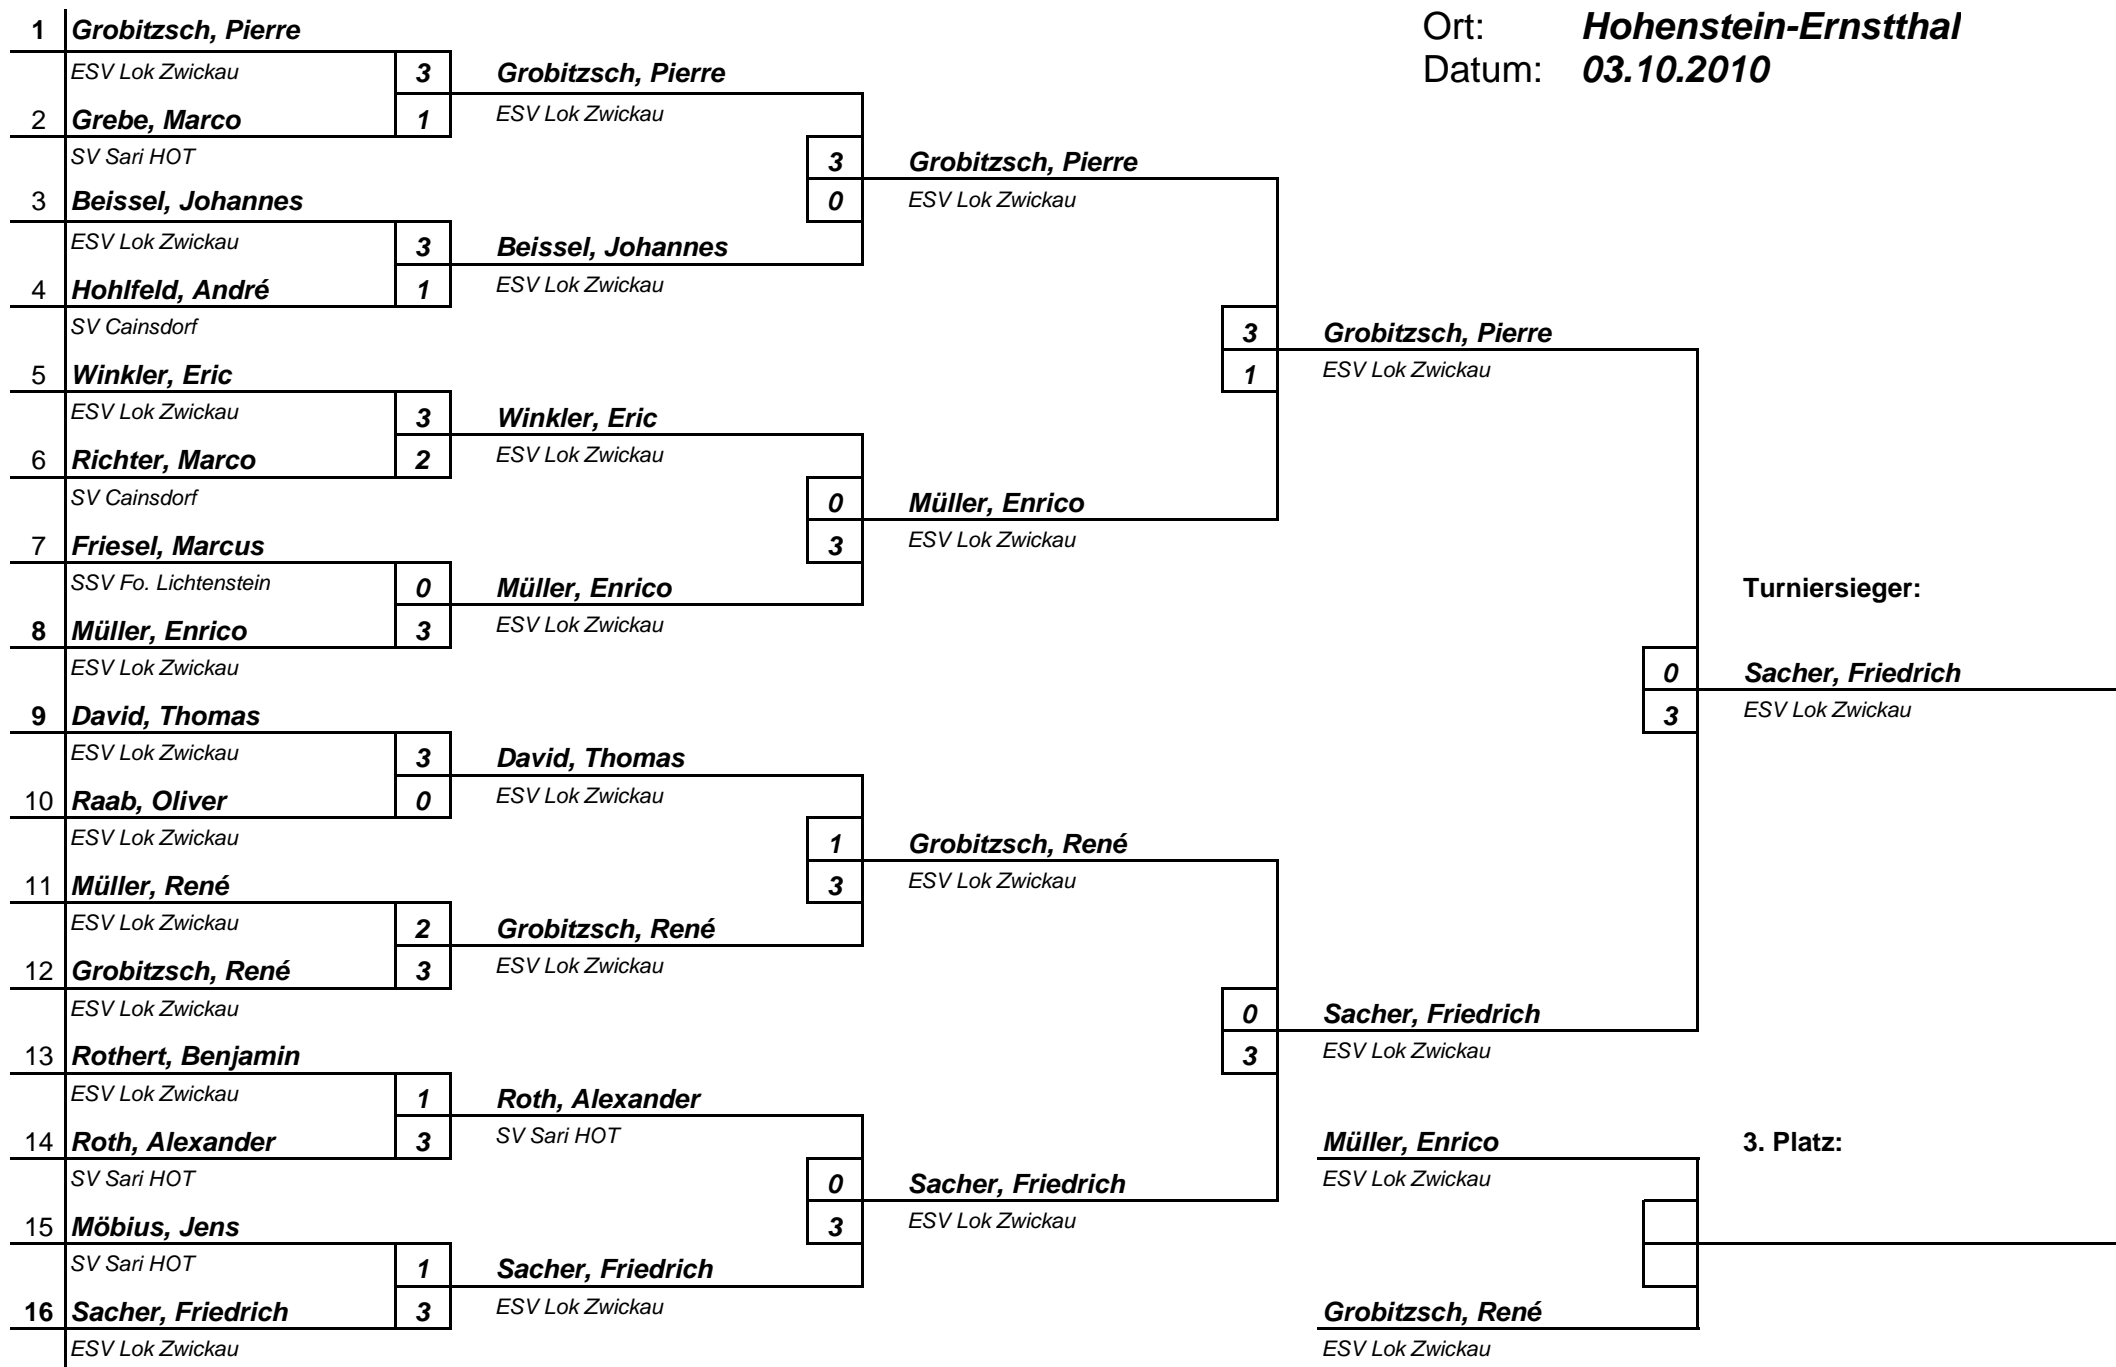 Ort: Hohenstein-Ernstthal
Datum: 03.10.2010
1 Grobitzsch, Pierre
ESV Lok Zwickau 3
2 Grebe, Marco 1
SV Sari HOT
3 Beissel, Johannes
ESV Lok Zwickau 3
4 Hohlfeld, André 1
SV Cainsdorf
5 Winkler, Eric
ESV Lok Zwickau 3
6 Richter, Marco 2
SV Cainsdorf
7 Friesel, Marcus
SSV Fo. Lichtenstein 0
8 Müller, Enrico 3
ESV Lok Zwickau
9 David, Thomas
ESV Lok Zwickau 3
10 Raab, Oliver 0
ESV Lok Zwickau
11 Müller, René
ESV Lok Zwickau 2
12 Grobitzsch, René 3
ESV Lok Zwickau
13 Rothert, Benjamin
ESV Lok Zwickau 1
14 Roth, Alexander 3
SV Sari HOT
15 Möbius, Jens
SV Sari HOT 1
16 Sacher, Friedrich 3
ESV Lok Zwickau
Grobitzsch, Pierre
ESV Lok Zwickau
3
0
Beissel, Johannes
ESV Lok Zwickau
Winkler, Eric
ESV Lok Zwickau
0
3
Müller, Enrico
ESV Lok Zwickau
David, Thomas
ESV Lok Zwickau
1
3
Grobitzsch, René
ESV Lok Zwickau
Roth, Alexander
SV Sari HOT
0
3
Sacher, Friedrich
ESV Lok Zwickau
Grobitzsch, Pierre
ESV Lok Zwickau
3
1
Müller, Enrico
ESV Lok Zwickau
Grobitzsch, René
ESV Lok Zwickau
0
3
Sacher, Friedrich
ESV Lok Zwickau
Grobitzsch, Pierre
ESV Lok Zwickau
0
3
Sacher, Friedrich
ESV Lok Zwickau
Turniersieger:
Sacher, Friedrich
ESV Lok Zwickau
Müller, Enrico
ESV Lok Zwickau
3. Platz:
Grobitzsch, René
ESV Lok Zwickau